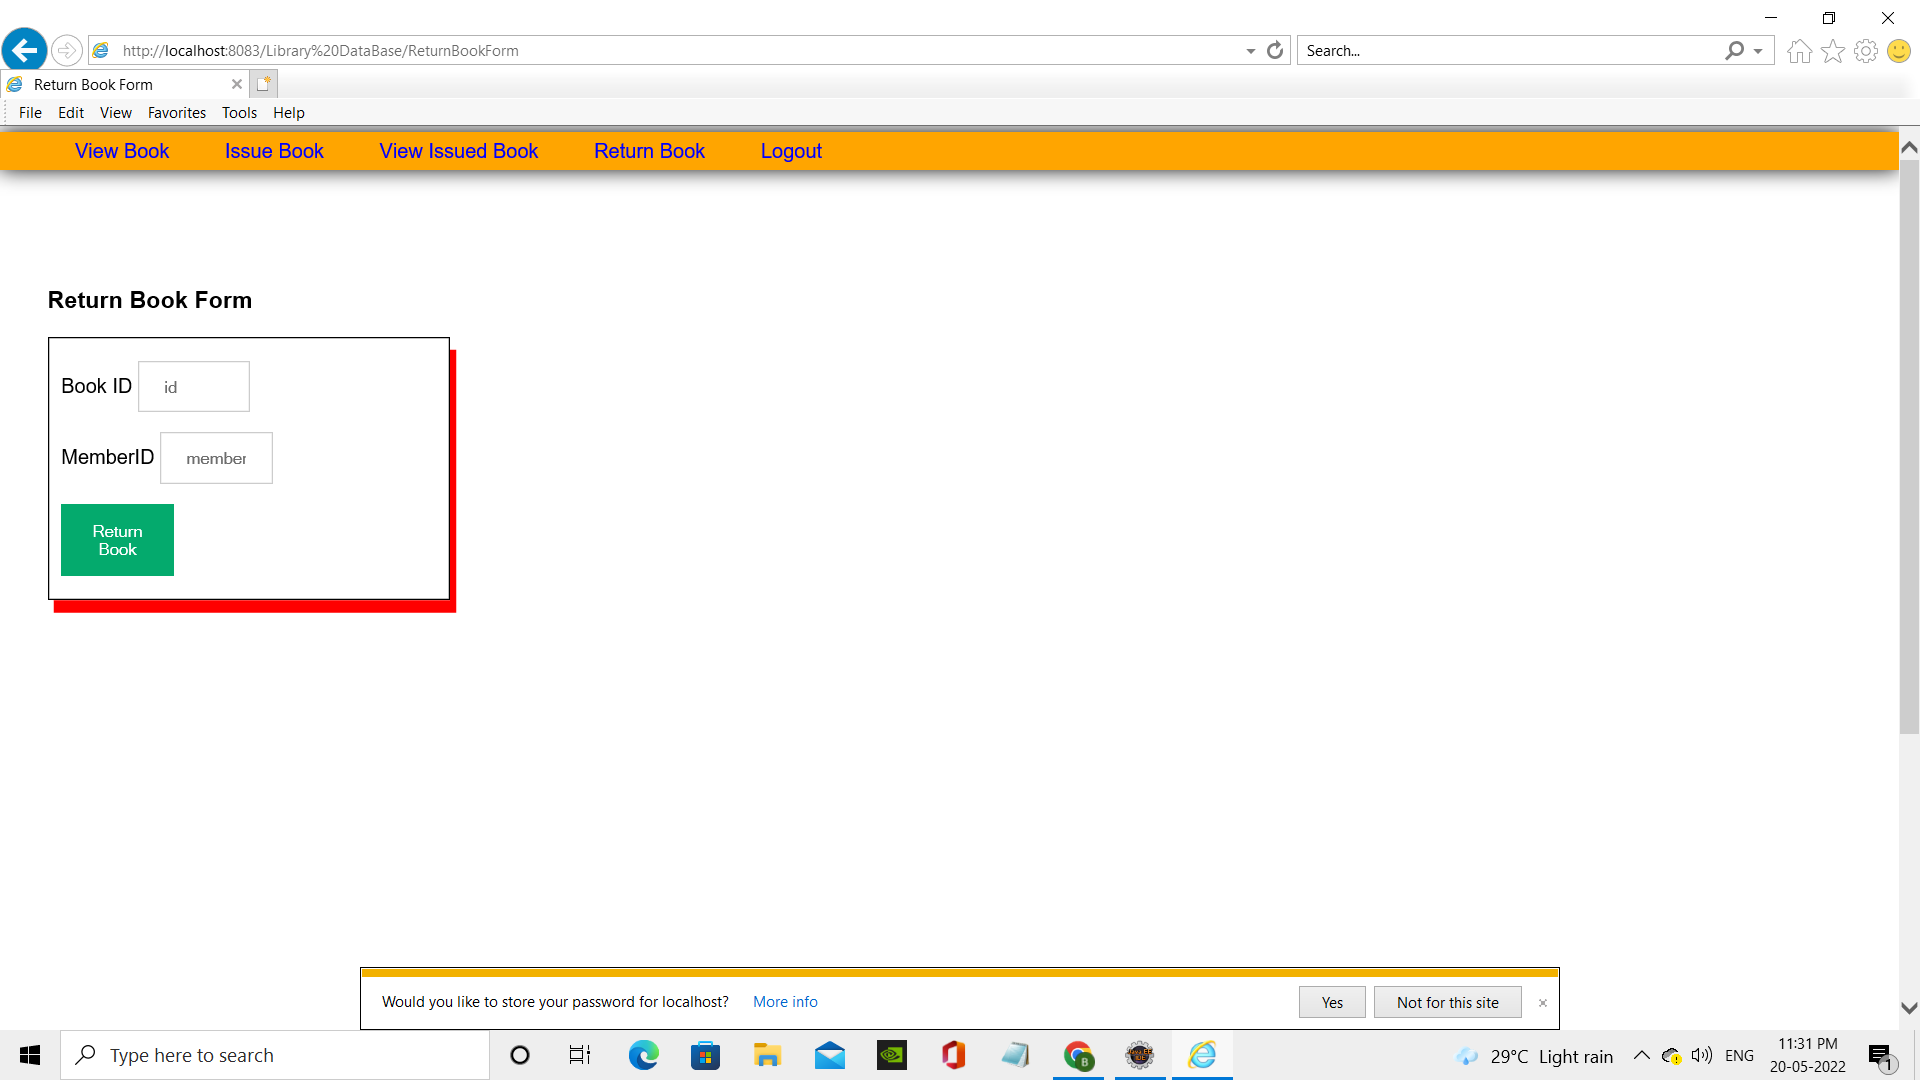 http://localhost:8083/Library%20DataBase/ReturnBookForm
Search...
Return Book Form
File Edit View Favorites Tools Help
View Book Issue Book View Issued Book Return Book Logout
Return Book Form
Book ID id
MemberID member
Return
Book
Would you like to store your password for localhost? More info Yes Not for this site
Type here to search
29°C Light rain
ENG
11:31 PM
20-05-2022
1